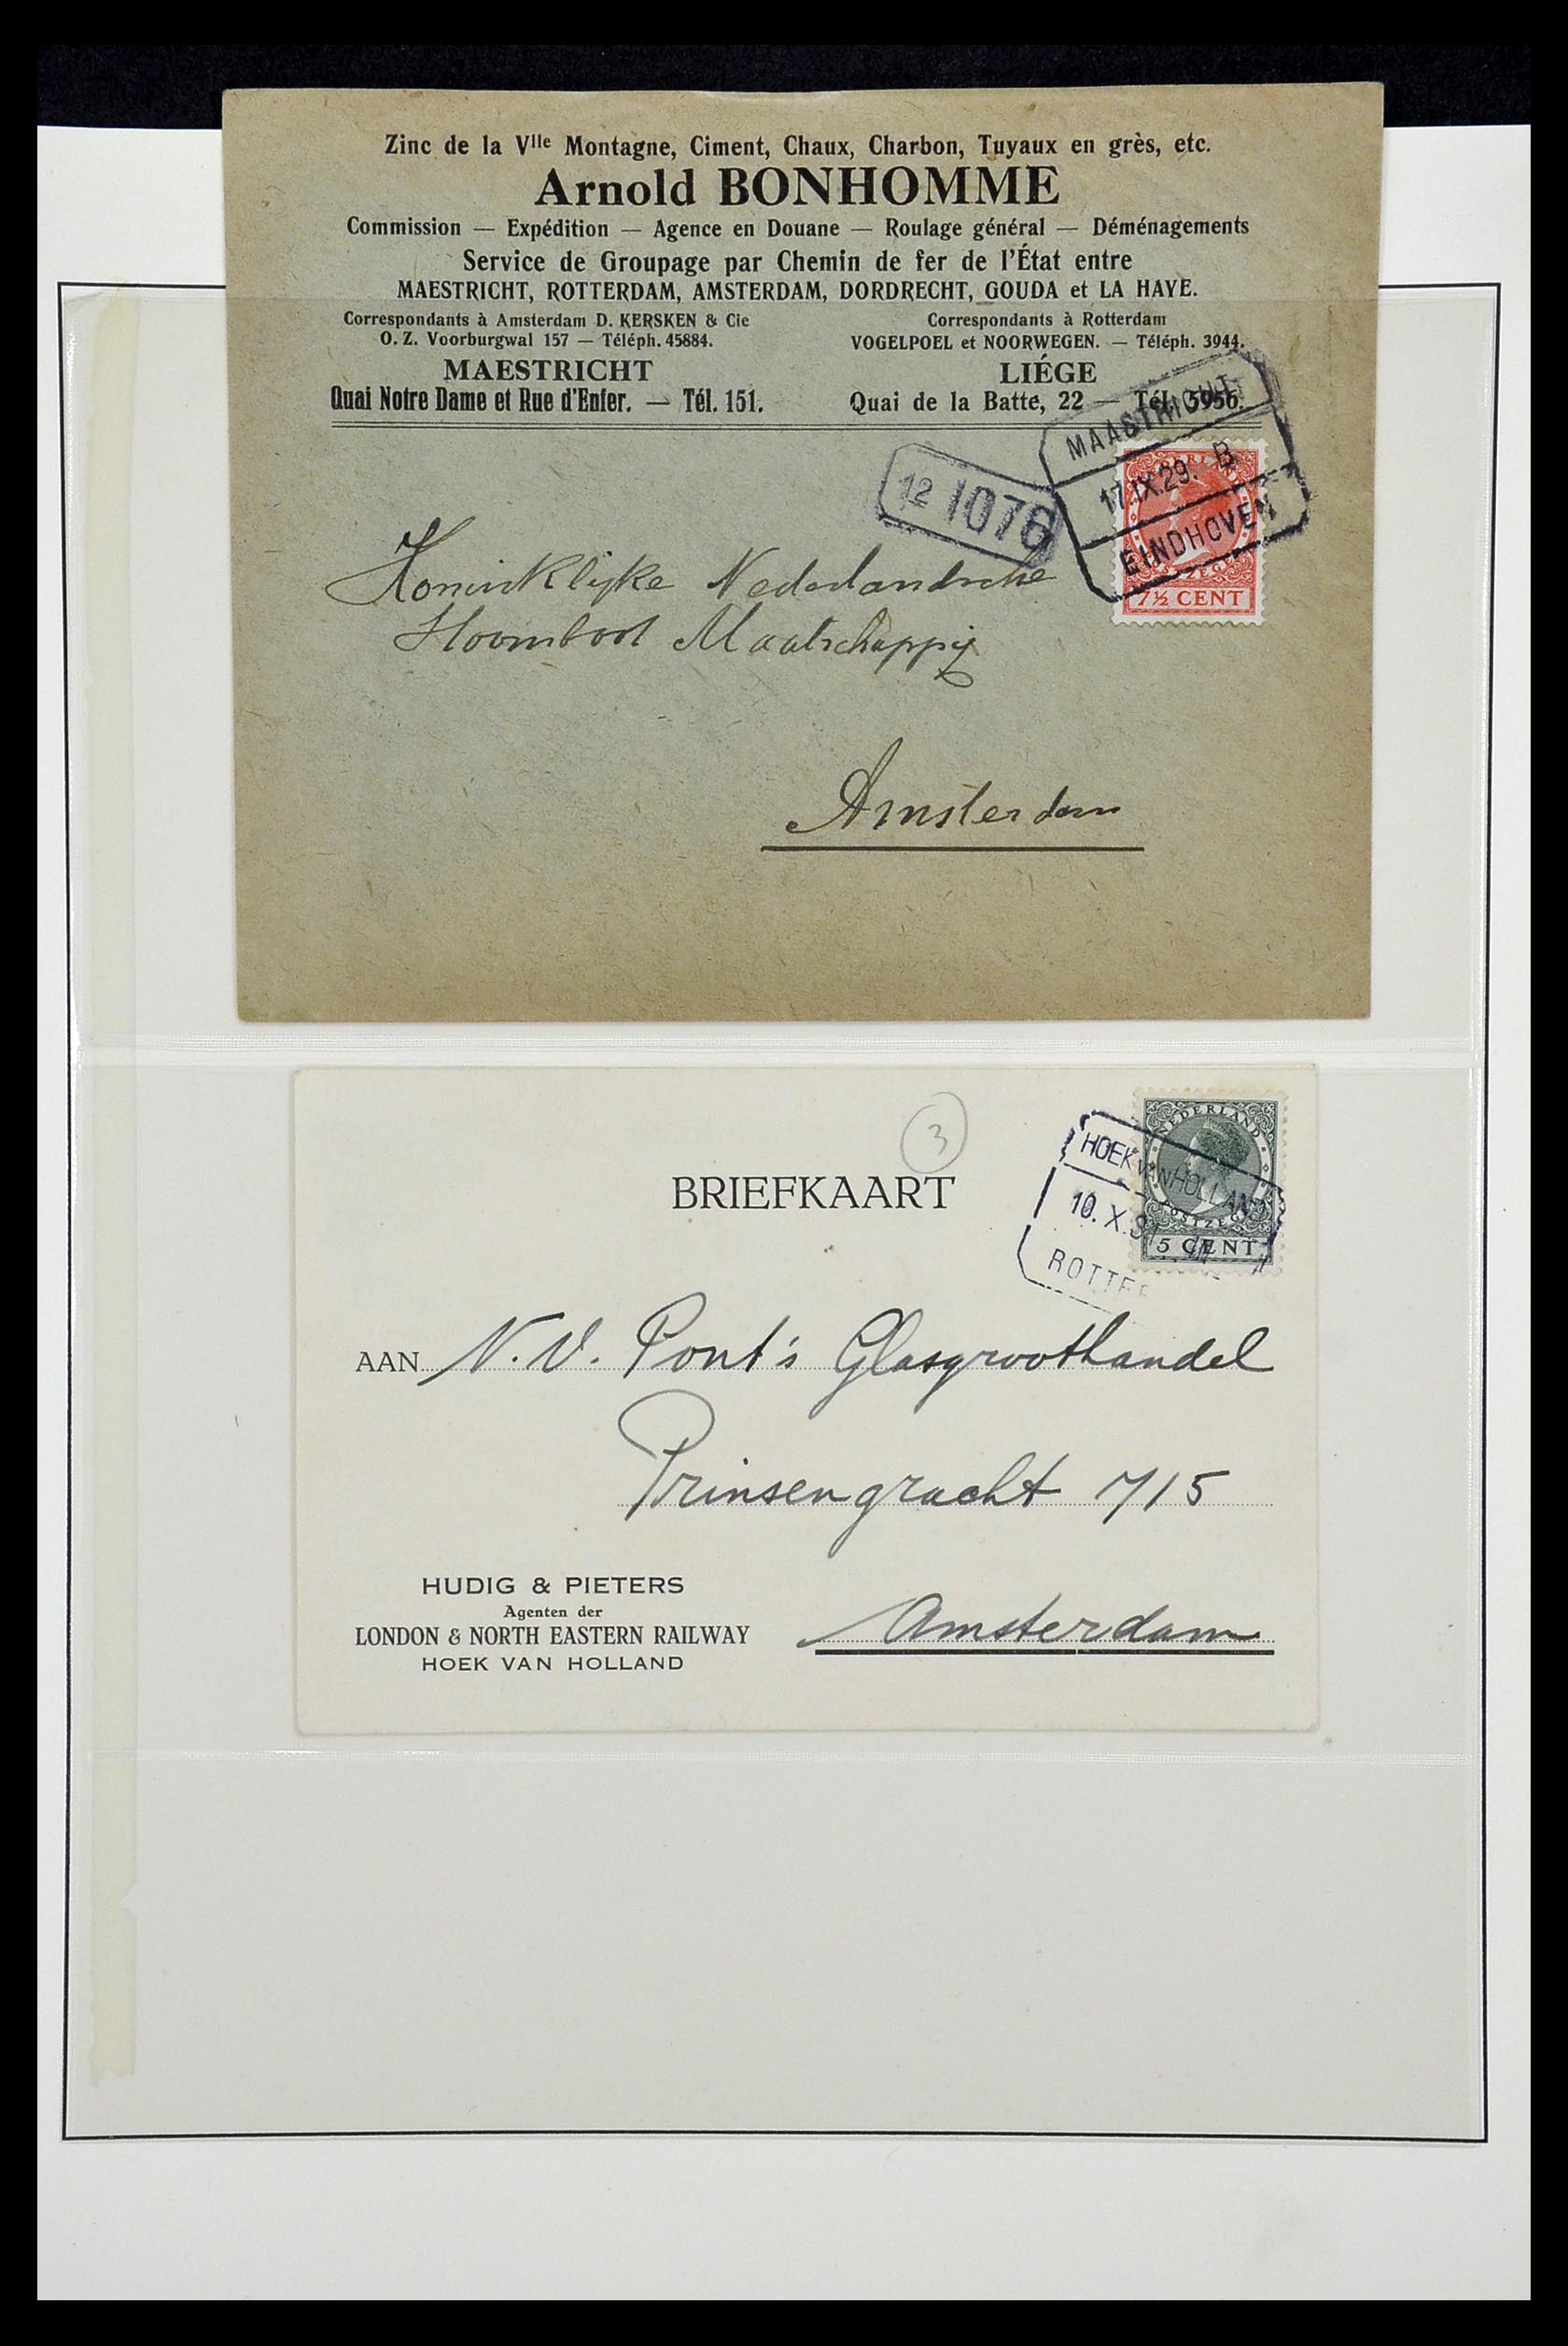 Zinc de la Vlle Montagne, Ciment, Chaux, Charbon, Tuyaux en grès, etc.
Arnold BONHOMME
Commission — Expédition — Agence en Douane — Roulage général — Déménagements
Service de Groupage par Chemin de fer de l'État entre
MAESTRICHT, ROTTERDAM, AMSTERDAM, DORDRECHT, GOUDA et LA HAYE.
Correspondants à Amsterdam D. KERSKEN & Cie
O. Z. Voorburgwal 157 — Téléph. 45884.
Correspondants à Rotterdam
VOGELPOEL et NOORWEGEN. — Téléph. 3944.
MAESTRICHT
Quai Notre Dame et Rue d'Enfer. — Tél. 151.
LIÉGE
Quai de la Batte, 22 — Tél. 5956.
MAASTRICHT
17.IX.29. B
EINDHOVEN
12 1076
7½ CENT
Koninklijke Nederlandsche
Stoomboot Maatschappij
Amsterdam
3
BRIEFKAART
NEDERLAND
POSTZEGEL
5 CENT
HOEK VAN HOLLAND
10. X.
AAN N.V. Pont's Glasgroothandel
Prinsengracht 715
Amsterdam
HUDIG & PIETERS
Agenten der
LONDON & NORTH EASTERN RAILWAY
HOEK VAN HOLLAND